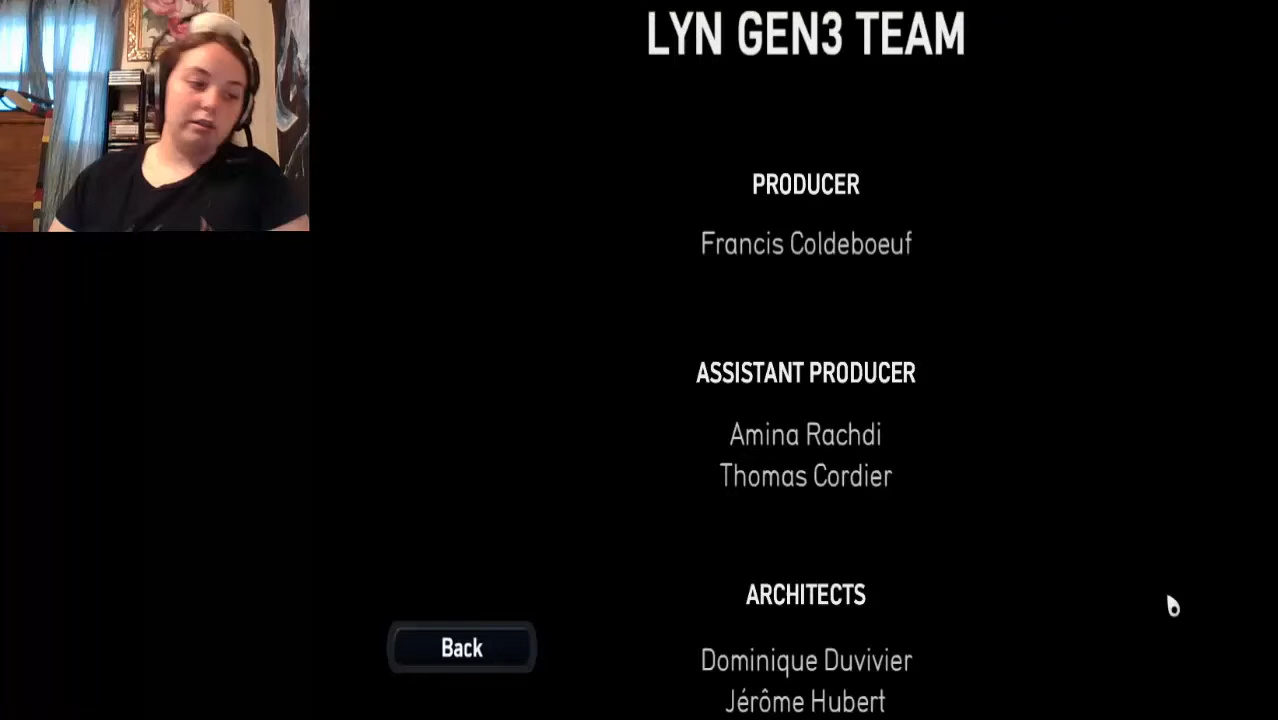 LYN GEN3 TEAM
PRODUCER
Francis Coldeboeuf
ASSISTANT PRODUCER
Amina Rachdi
Thomas Cordier
ARCHITECTS
Back
Dominique Duvivier
Jérôme Hubert